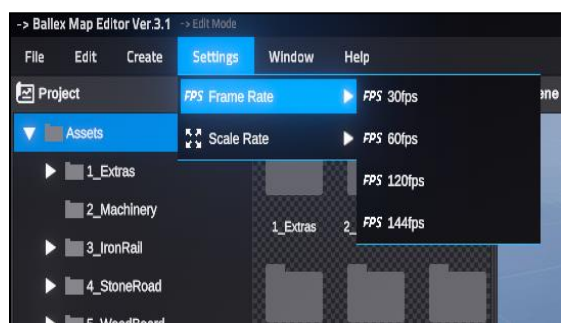 -> Ballex Map Editor Ver.3.1 -> Edit Mode
File Edit Create Settings Window Help
Project
FPS Frame Rate
FPS 30fps
Assets
Scale Rate
FPS 60fps
1_Extras
FPS 120fps
2_Machinery
1_Extras 2_
FPS 144fps
3_IronRail
4_StoneRoad